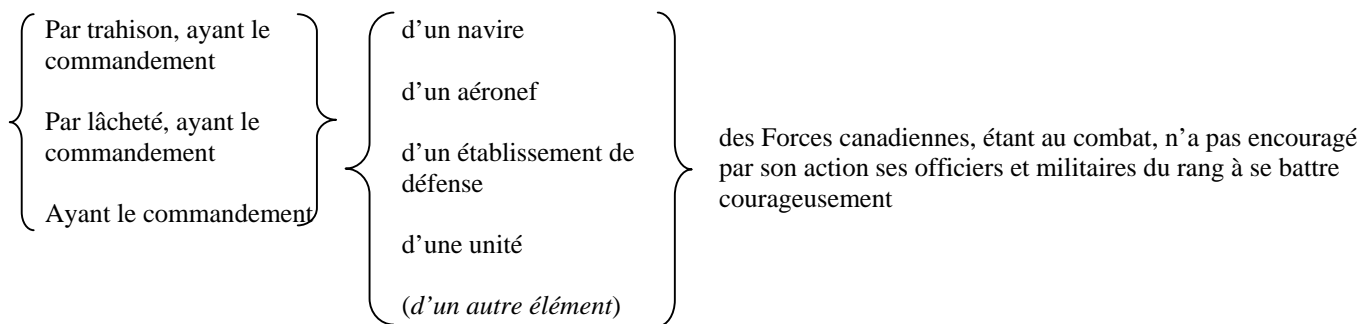 Par trahison, ayant le
commandement
Par lâcheté, ayant le
commandement
Ayant le commandement
d’un navire
d’un aéronef
d’un établissement de
défense
d’une unité
(d’un autre élément)
des Forces canadiennes, étant au combat, n’a pas encouragé
par son action ses officiers et militaires du rang à se battre
courageusement